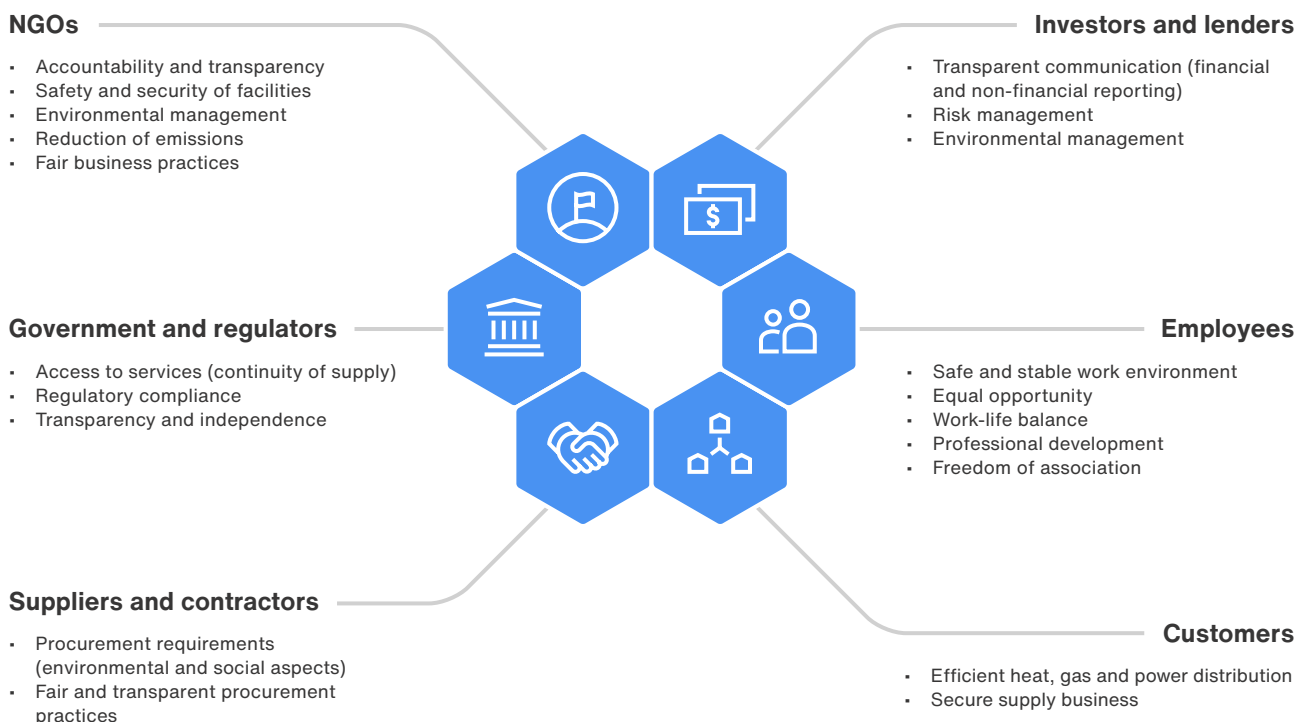 NGOs
▪ Accountability and transparency
▪ Safety and security of facilities
▪ Environmental management
▪ Reduction of emissions
▪ Fair business practices
Investors and lenders
▪ Transparent communication (financial
and non-financial reporting)
▪ Risk management
▪ Environmental management
$
Government and regulators
▪ Access to services (continuity of supply)
▪ Regulatory compliance
▪ Transparency and independence
Employees
▪ Safe and stable work environment
▪ Equal opportunity
▪ Work-life balance
▪ Professional development
▪ Freedom of association
Suppliers and contractors
▪ Procurement requirements
(environmental and social aspects)
▪ Fair and transparent procurement
practices
Customers
▪ Efficient heat, gas and power distribution
▪ Secure supply business